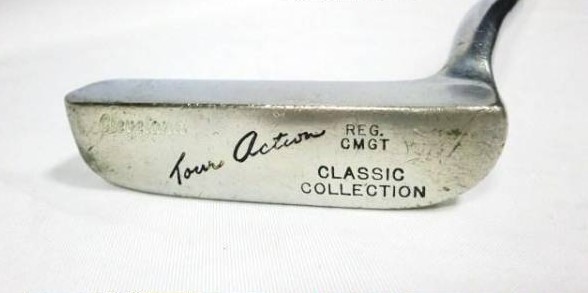 Tour Action
REG.
CMGT
CLASSIC
COLLECTION